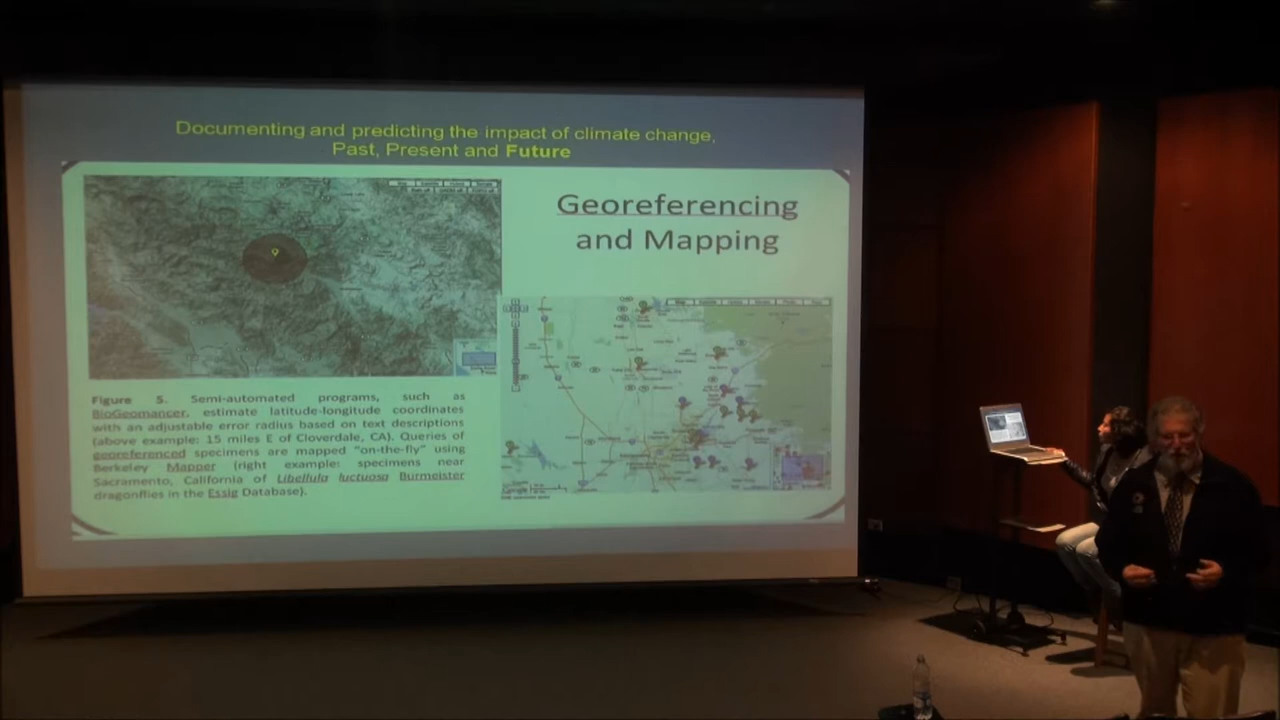 Documenting and predicting the impact of climate change,
Past, Present and Future
Georeferencing
and Mapping
Figure 5. Semi-automated programs, such as
BioGeomancer, estimate latitude-longitude coordinates
with an adjustable error radius based on text descriptions
(above example: 15 miles E of Cloverdale, CA). Queries of
georeferenced specimens are mapped “on-the-fly” using
Berkeley Mapper (right example: specimens near
Sacramento, California of Libellula luctuosa Burmeister
dragonflies in the Essig Database).